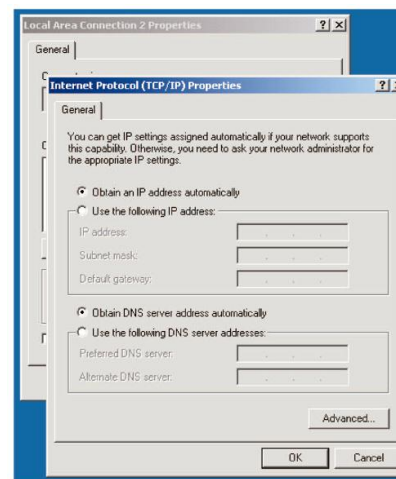 Local Area Connection 2 Properties
General
Internet Protocol (TCP/IP) Properties
General
You can get IP settings assigned automatically if your network supports
this capability. Otherwise, you need to ask your network administrator for
the appropriate IP settings.
Obtain an IP address automatically
Use the following IP address:
IP address:
Subnet mask:
Default gateway:
Obtain DNS server address automatically
Use the following DNS server addresses:
Preferred DNS server:
Alternate DNS server:
Advanced...
OK Cancel